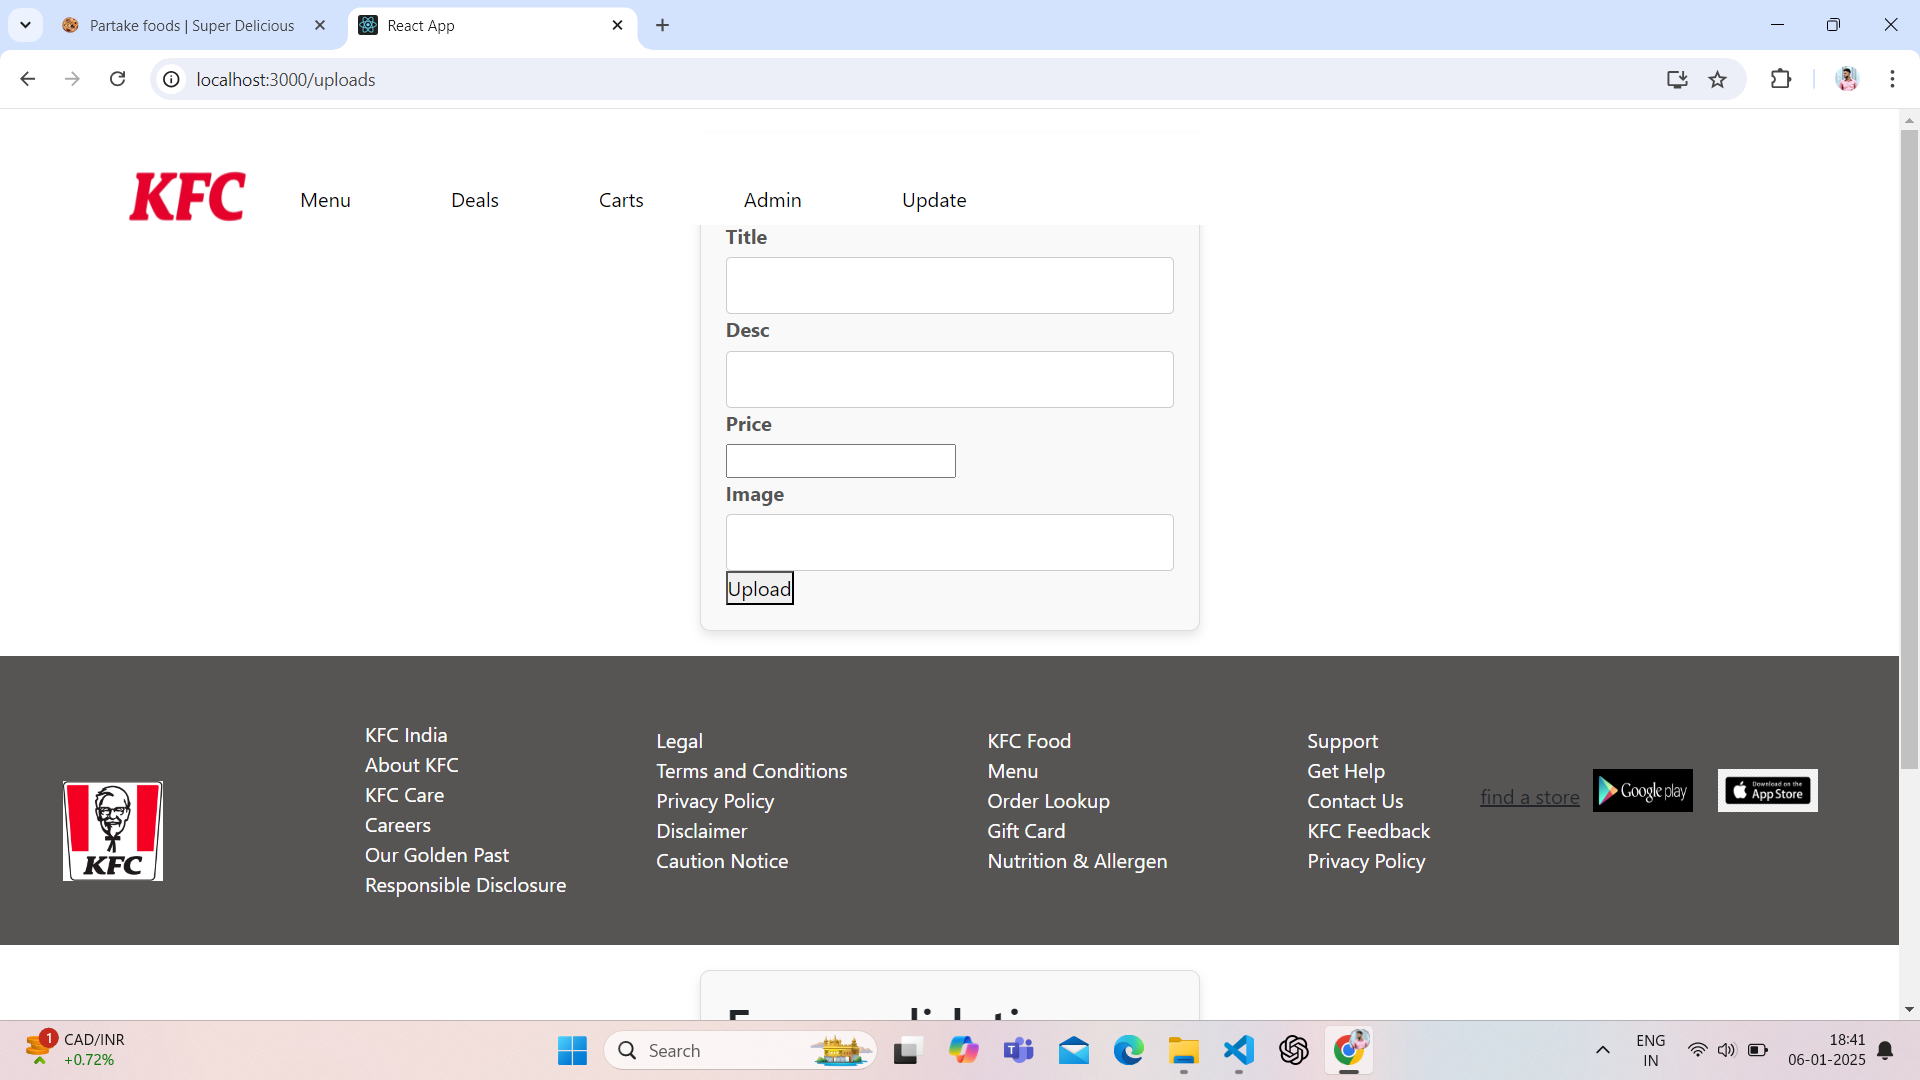 Partake foods | Super Delicious
React App
localhost:3000/uploads
KFC
Menu
Deals
Carts
Admin
Update
Title
Desc
Price
Image
Upload
KFC
KFC India
About KFC
KFC Care
Careers
Our Golden Past
Responsible Disclosure
Legal
Terms and Conditions
Privacy Policy
Disclaimer
Caution Notice
KFC Food
Menu
Order Lookup
Gift Card
Nutrition & Allergen
Support
Get Help
Contact Us
KFC Feedback
Privacy Policy
find a store
Google play
Download on the
App Store
1
CAD/INR
+0.72%
Search
ENG
IN
18:41
06-01-2025